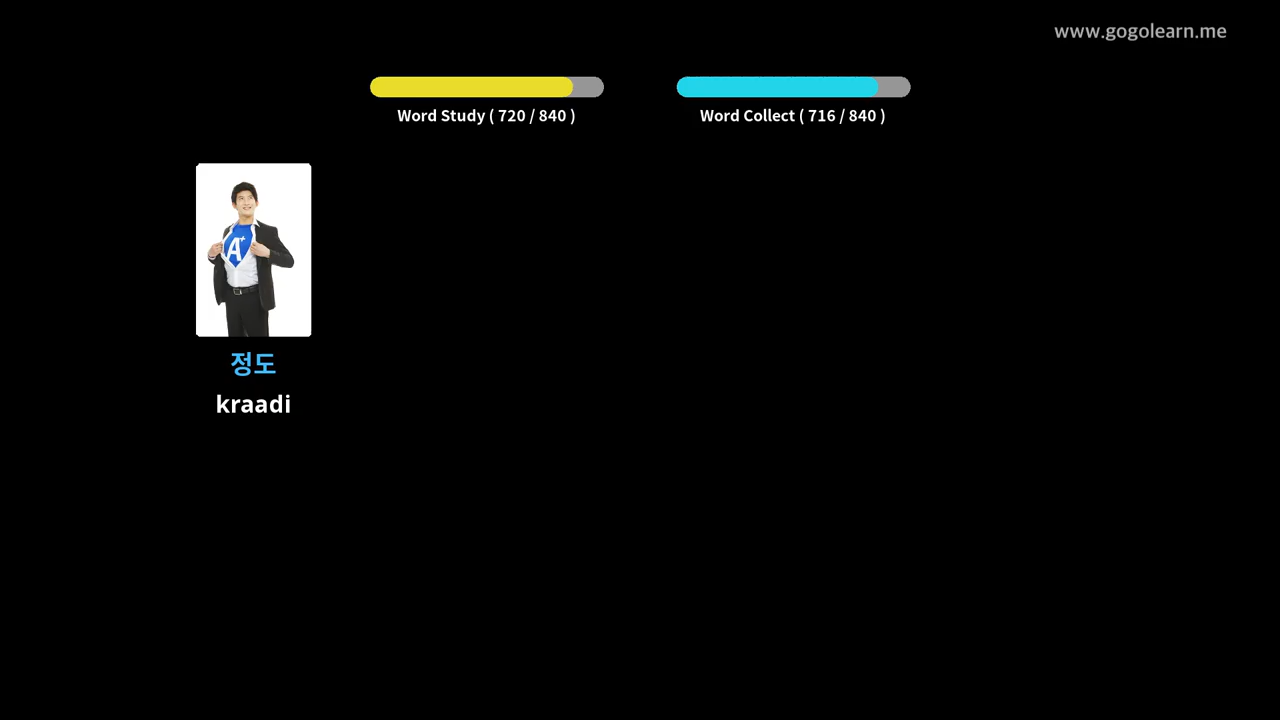 www.gogolearn.me
Word Study ( 720 / 840 )
Word Collect ( 716 / 840 )
A+
정도
kraadi